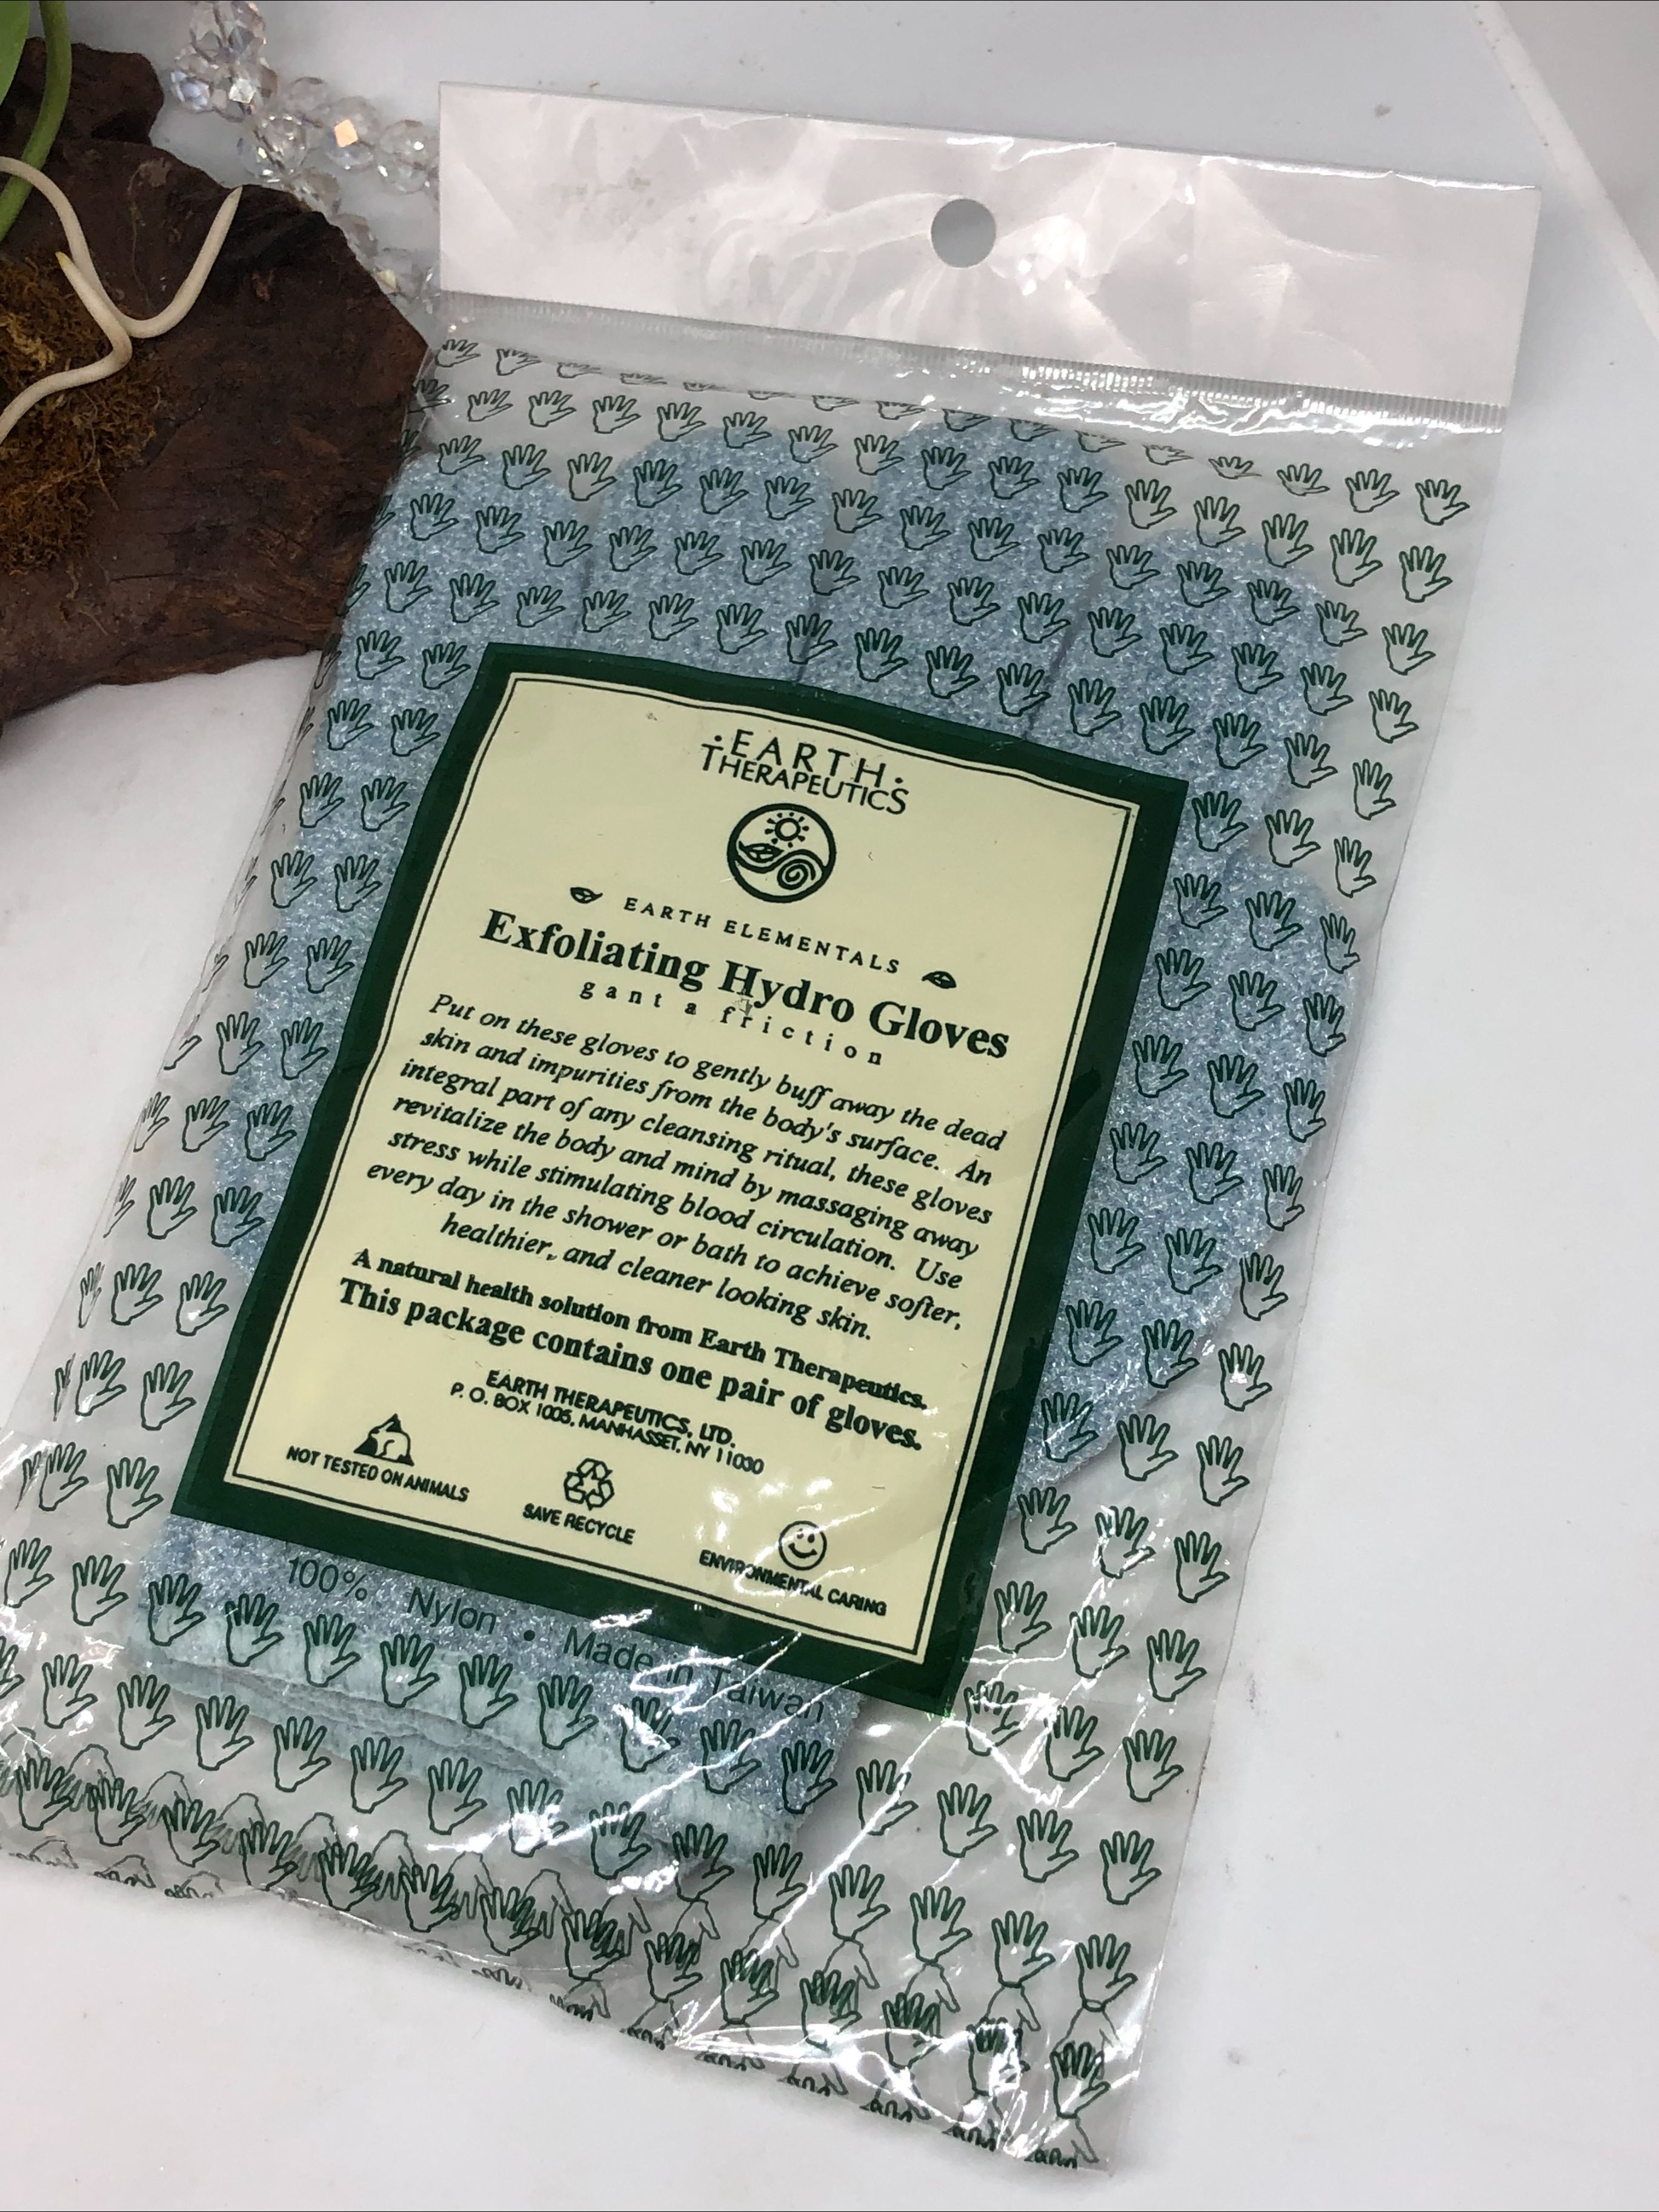 ·EARTH·
THERAPEUTICS
EARTH ELEMENTALS
Exfoliating Hydro Gloves
gant a friction
Put on these gloves to gently buff away the dead
skin and impurities from the body's surface. An
integral part of any cleansing ritual, these gloves
revitalize the body and mind by massaging away
stress while stimulating blood circulation. Use
every day in the shower or bath to achieve softer,
healthier, and cleaner looking skin.
A natural health solution from Earth Therapeutics.
This package contains one pair of gloves.
EARTH THERAPEUTICS, LTD.
P. O. BOX 1005, MANHASSET, NY 11030
NOT TESTED ON ANIMALS
SAVE RECYCLE
ENVIRONMENTAL CARING
100% Nylon • Made in Taiwan